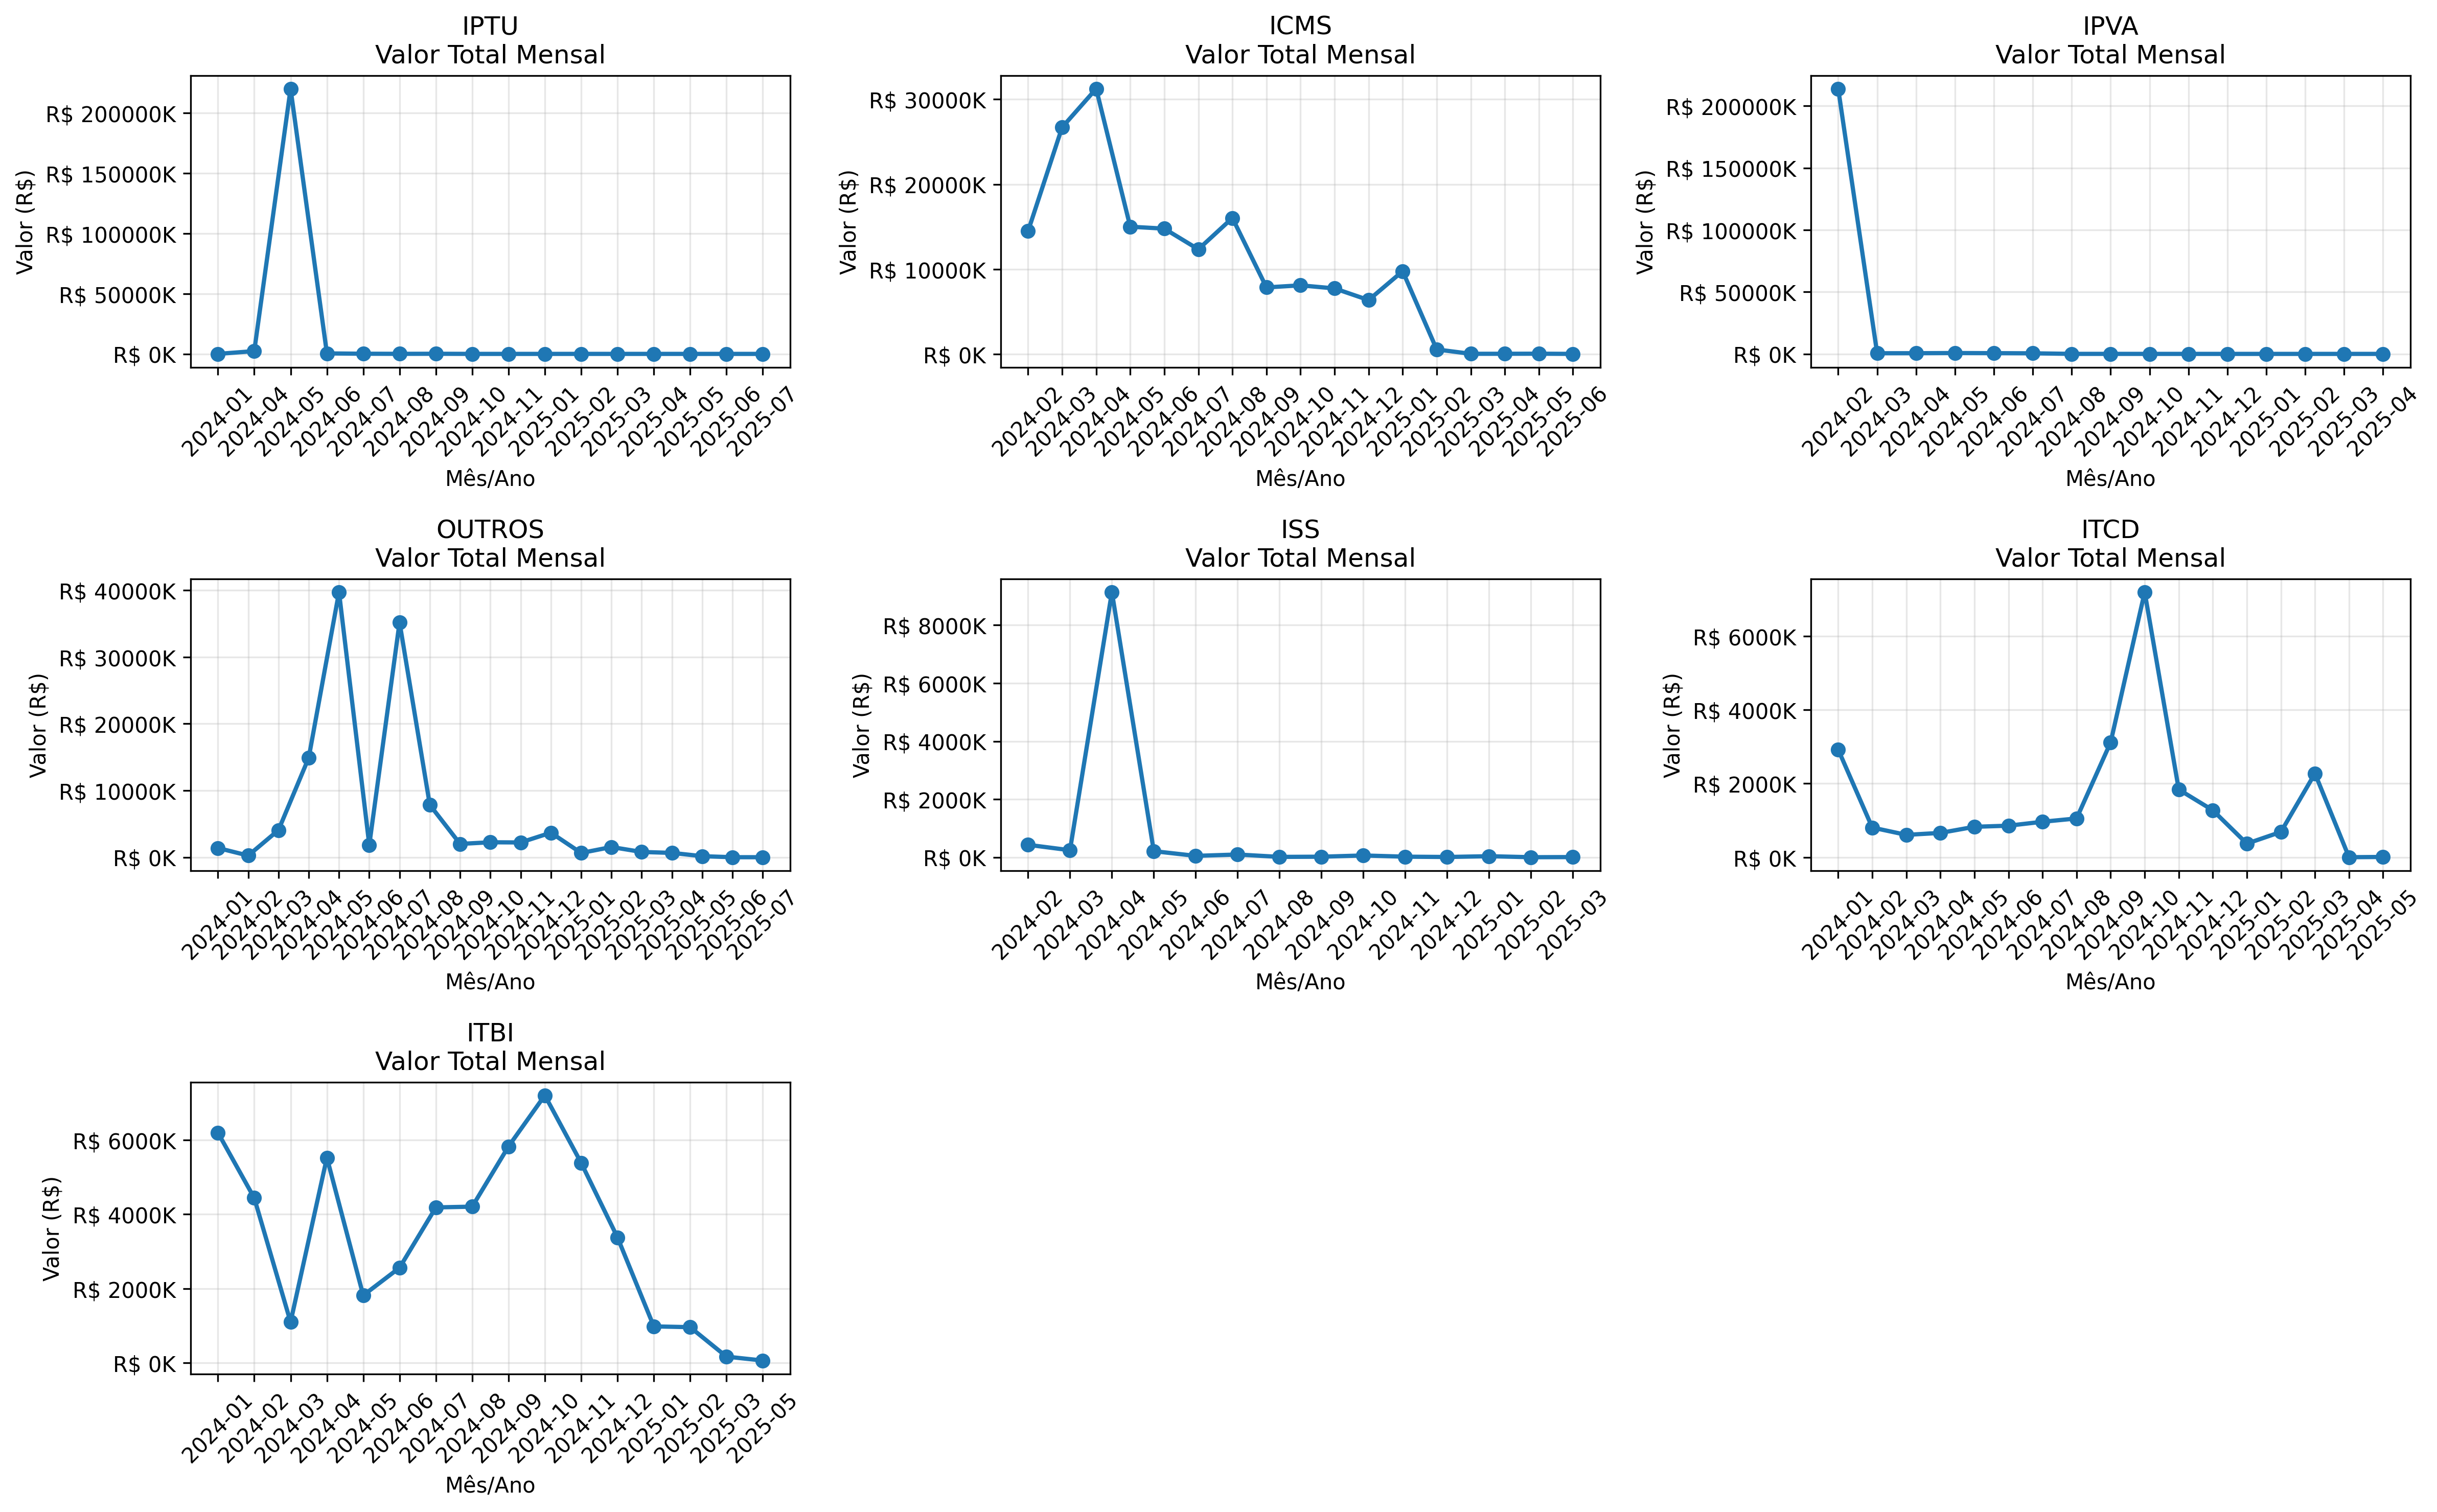 IPTU
Valor Total Mensal
R$ 200000K
R$ 150000K
R$ 100000K
R$ 50000K
R$ 0K
Valor (R$)
2024-01
2024-04
2024-05
2024-06
2024-07
2024-08
2024-09
2024-10
2024-11
2025-01
2025-02
2025-03
2025-04
2025-05
2025-06
2025-07
Mês/Ano
ICMS
Valor Total Mensal
R$ 30000K
R$ 20000K
R$ 10000K
R$ 0K
Valor (R$)
2024-02
2024-03
2024-04
2024-05
2024-06
2024-07
2024-08
2024-09
2024-10
2024-11
2024-12
2025-01
2025-02
2025-03
2025-04
2025-05
2025-06
Mês/Ano
IPVA
Valor Total Mensal
R$ 200000K
R$ 150000K
R$ 100000K
R$ 50000K
R$ 0K
Valor (R$)
2024-02
2024-03
2024-04
2024-05
2024-06
2024-07
2024-08
2024-09
2024-10
2024-11
2024-12
2025-01
2025-02
2025-03
2025-04
Mês/Ano
OUTROS
Valor Total Mensal
R$ 40000K
R$ 30000K
R$ 20000K
R$ 10000K
R$ 0K
Valor (R$)
2024-01
2024-02
2024-03
2024-04
2024-05
2024-06
2024-07
2024-08
2024-09
2024-10
2024-11
2024-12
2025-01
2025-02
2025-03
2025-04
2025-05
2025-06
2025-07
Mês/Ano
ISS
Valor Total Mensal
R$ 8000K
R$ 6000K
R$ 4000K
R$ 2000K
R$ 0K
Valor (R$)
2024-02
2024-03
2024-04
2024-05
2024-06
2024-07
2024-08
2024-09
2024-10
2024-11
2024-12
2025-01
2025-02
2025-03
Mês/Ano
ITCD
Valor Total Mensal
R$ 6000K
R$ 4000K
R$ 2000K
R$ 0K
Valor (R$)
2024-01
2024-02
2024-03
2024-04
2024-05
2024-06
2024-07
2024-08
2024-09
2024-10
2024-11
2024-12
2025-01
2025-02
2025-03
2025-04
2025-05
Mês/Ano
ITBI
Valor Total Mensal
R$ 6000K
R$ 4000K
R$ 2000K
R$ 0K
Valor (R$)
2024-01
2024-02
2024-03
2024-04
2024-05
2024-06
2024-07
2024-08
2024-09
2024-10
2024-11
2024-12
2025-01
2025-02
2025-03
2025-05
Mês/Ano